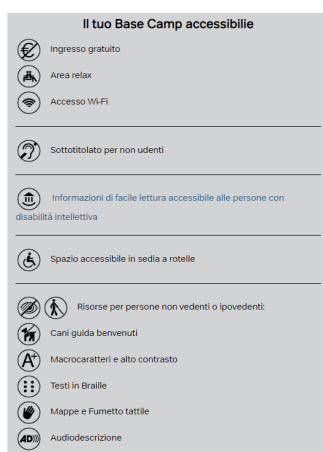 Il tuo Base Camp accessibilie
Ingresso gratuito
Area relax
Accesso Wi-Fi
Sottotitolato per non udenti
Informazioni di facile lettura accessibile alle persone con
disabilità intellettiva
Spazio accessibile in sedia a rotelle
Risorse per persone non vedenti o ipovedenti:
Cani guida benvenuti
A+ Macrocaratteri e alto contrasto
Testi in Braille
Mappe e Fumetto tattile
AD Audiodescrizione